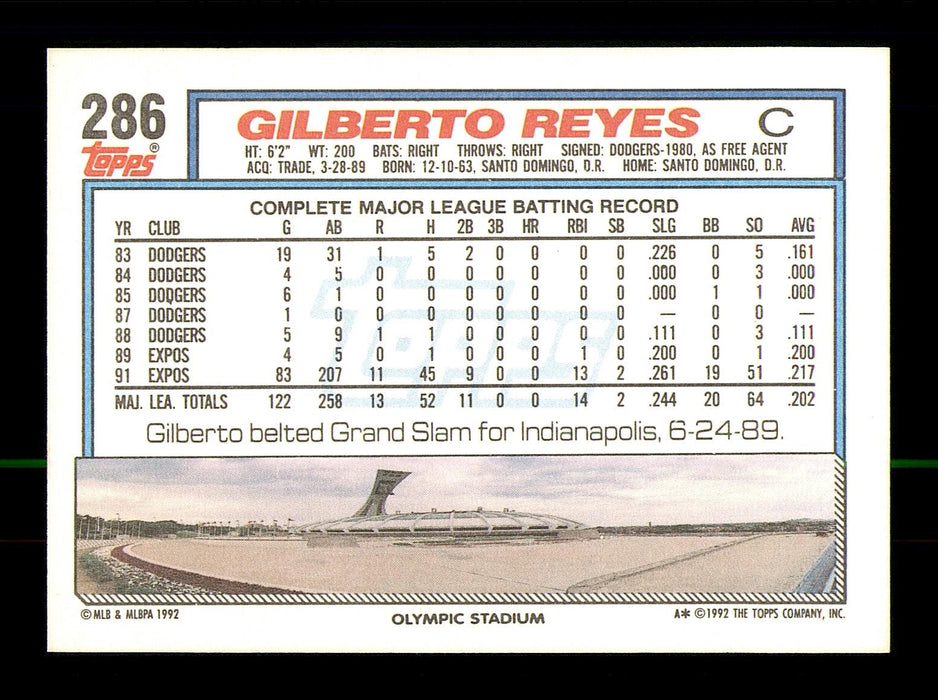 286
Topps®
GILBERTO REYES C
HT: 6'2" WT: 200 BATS: RIGHT THROWS: RIGHT SIGNED: DODGERS-1980, AS FREE AGENT
ACQ: TRADE, 3-28-89 BORN: 12-10-63, SANTO DOMINGO, D.R. HOME: SANTO DOMINGO, D.R.
COMPLETE MAJOR LEAGUE BATTING RECORD
YR CLUB G AB R H 2B 3B HR RBI SB SLG BB SO AVG
83 DODGERS 19 31 1 5 2 0 0 0 0 .226 0 5 .161
84 DODGERS 4 5 0 0 0 0 0 0 0 .000 0 3 .000
85 DODGERS 6 1 0 0 0 0 0 0 0 .000 1 1 .000
87 DODGERS 1 0 0 0 0 0 0 0 0 — 0 0 —
88 DODGERS 5 9 1 1 0 0 0 0 0 .111 0 3 .111
89 EXPOS 4 5 0 1 0 0 0 1 0 .200 0 1 .200
91 EXPOS 83 207 11 45 9 0 0 13 2 .261 19 51 .217
MAJ. LEA. TOTALS 122 258 13 52 11 0 0 14 2 .244 20 64 .202
Topps
Gilberto belted Grand Slam for Indianapolis, 6-24-89.
© MLB & MLBPA 1992
OLYMPIC STADIUM
A* ©1992 THE TOPPS COMPANY, INC.